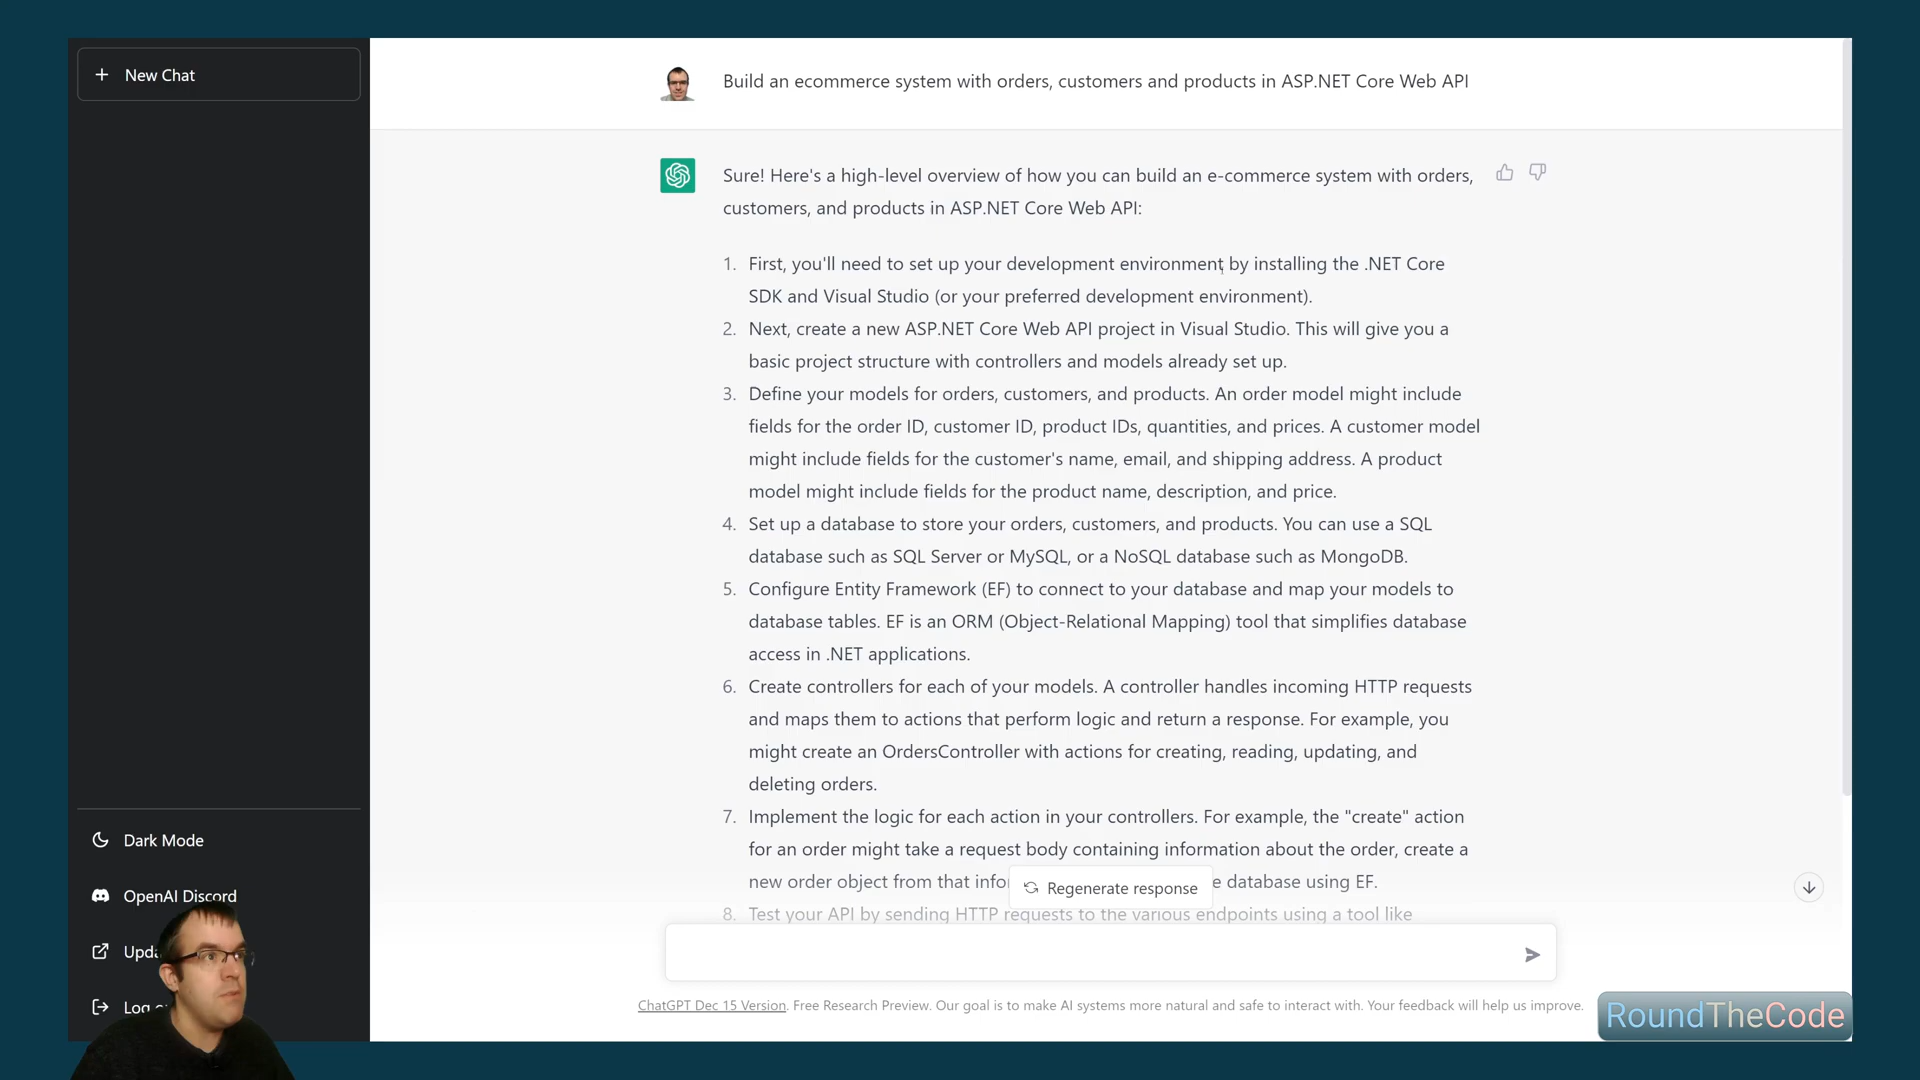 New Chat
Build an ecommerce system with orders, customers and products in ASP.NET Core Web API
Sure! Here's a high-level overview of how you can build an e-commerce system with orders,
customers, and products in ASP.NET Core Web API:
1. First, you'll need to set up your development environment by installing the .NET Core
SDK and Visual Studio (or your preferred development environment).
2. Next, create a new ASP.NET Core Web API project in Visual Studio. This will give you a
basic project structure with controllers and models already set up.
3. Define your models for orders, customers, and products. An order model might include
fields for the order ID, customer ID, product IDs, quantities, and prices. A customer model
might include fields for the customer's name, email, and shipping address. A product
model might include fields for the product name, description, and price.
4. Set up a database to store your orders, customers, and products. You can use a SQL
database such as SQL Server or MySQL, or a NoSQL database such as MongoDB.
5. Configure Entity Framework (EF) to connect to your database and map your models to
database tables. EF is an ORM (Object-Relational Mapping) tool that simplifies database
access in .NET applications.
6. Create controllers for each of your models. A controller handles incoming HTTP requests
and maps them to actions that perform logic and return a response. For example, you
might create an OrdersController with actions for creating, reading, updating, and
deleting orders.
7. Implement the logic for each action in your controllers. For example, the "create" action
for an order might take a request body containing information about the order, create a
new order object from that database using EF.
Regenerate response
8. Test your API by sending HTTP requests to the various endpoints using a tool like
Dark Mode
OpenAI Discord
ChatGPT Dec 15 Version. Free Research Preview. Our goal is to make AI systems more natural and safe to interact with. Your feedback will help us improve.
RoundTheCode